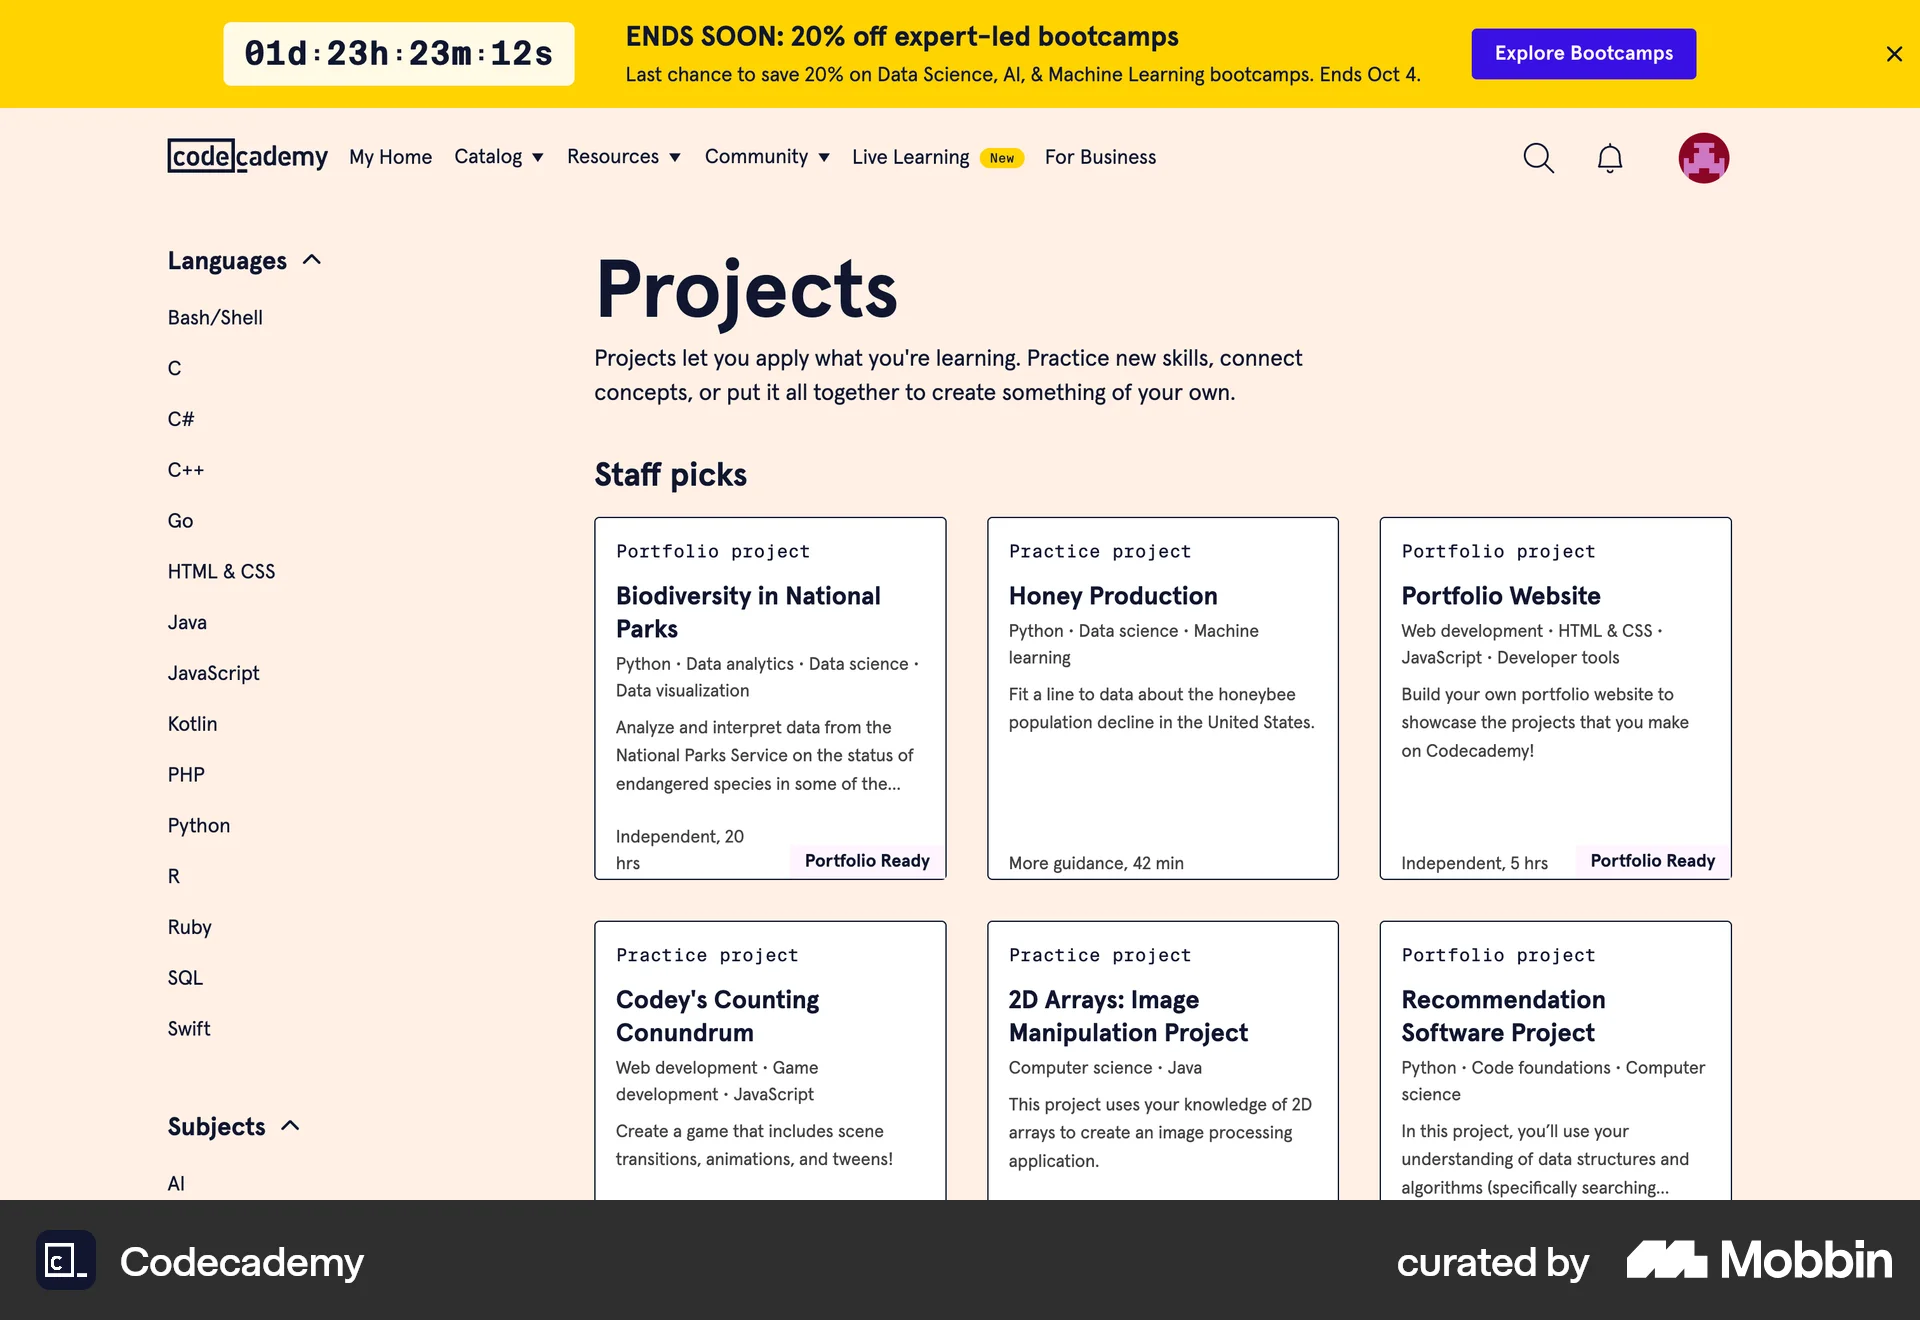 01d:23h:23m:12s
ENDS SOON: 20% off expert-led bootcamps
Last chance to save 20% on Data Science, AI, & Machine Learning bootcamps. Ends Oct 4.
Explore Bootcamps
codecademy
My Home
Catalog
Resources
Community
Live Learning
New
For Business
Languages
Bash/Shell
C
C#
C++
Go
HTML & CSS
Java
JavaScript
Kotlin
PHP
Python
R
Ruby
SQL
Swift
Subjects
AI
Projects
Projects let you apply what you're learning. Practice new skills, connect
concepts, or put it all together to create something of your own.
Staff picks
Portfolio project
Biodiversity in National
Parks
Python • Data analytics • Data science •
Data visualization
Analyze and interpret data from the
National Parks Service on the status of
endangered species in some of the...
Independent, 20
hrs
Portfolio Ready
Practice project
Honey Production
Python • Data science • Machine
learning
Fit a line to data about the honeybee
population decline in the United States.
More guidance, 42 min
Portfolio project
Portfolio Website
Web development • HTML & CSS •
JavaScript • Developer tools
Build your own portfolio website to
showcase the projects that you make
on Codecademy!
Independent, 5 hrs
Portfolio Ready
Practice project
Codey's Counting
Conundrum
Web development • Game
development • JavaScript
Create a game that includes scene
transitions, animations, and tweens!
Practice project
2D Arrays: Image
Manipulation Project
Computer science • Java
This project uses your knowledge of 2D
arrays to create an image processing
application.
Portfolio project
Recommendation
Software Project
Python • Code foundations • Computer
science
In this project, you’ll use your
understanding of data structures and
algorithms (specifically searching...
c_
Codecademy
curated by
Mobbin